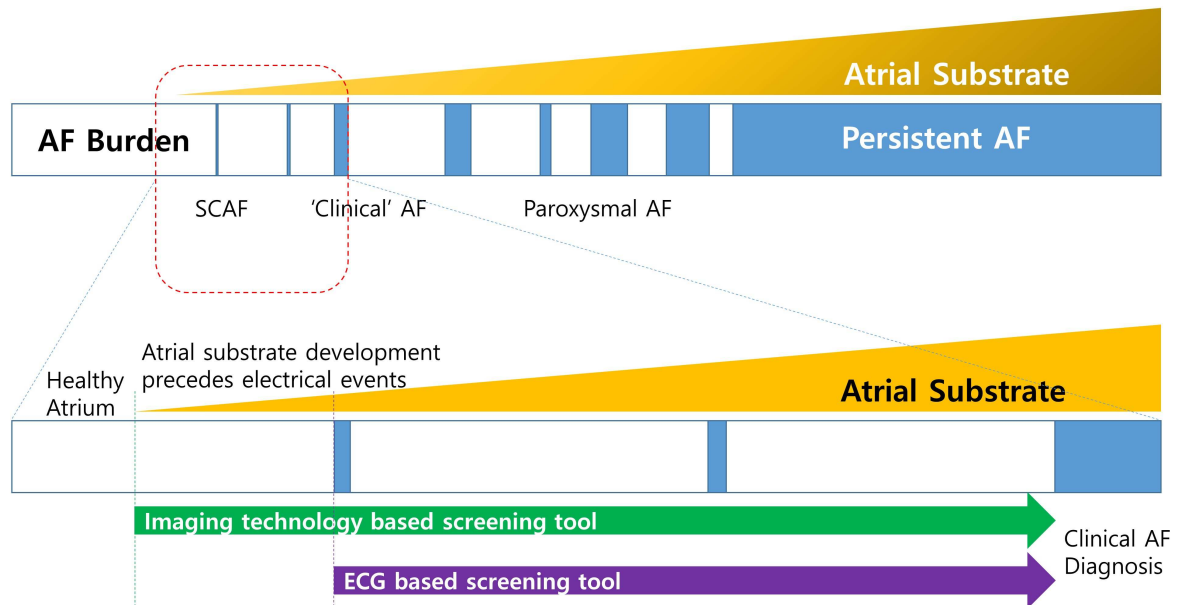 Atrial Substrate
AF Burden
Persistent AF
SCAF
‘Clinical’ AF
Paroxysmal AF
Atrial substrate development
precedes electrical events
Healthy
Atrium
Atrial Substrate
Imaging technology based screening tool
ECG based screening tool
Clinical AF
Diagnosis